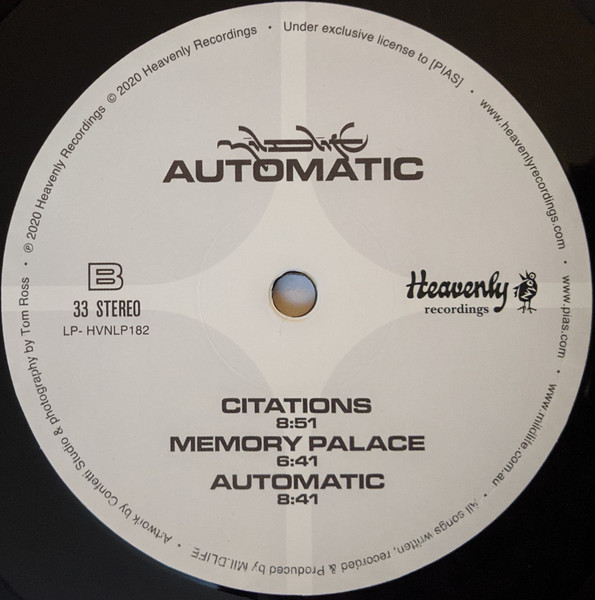 ℗ 2020 Heavenly Recordings © 2020 Heavenly Recordings • Under exclusive license to [PIAS] • www.heavenlyrecordings.com • www.pias.com • www.mildlife.com.au • All songs written, recorded & Produced by MILDLIFE • Artwork by Confetti Studio & photography by Tom Ross •
AUTOMATIC
B
33 STEREO
LP- HVNLP182
Heavenly
recordings
CITATIONS
8:51
MEMORY PALACE
6:41
AUTOMATIC
8:41